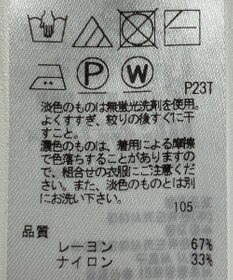 P W P23T
淡色のものは無蛍光洗剤を使用。
よくすすぎ、絞りの後すぐに干
すこと。
濃色のものは、着用による摩擦
で色落ちすることがありますの
で、組合せの衣服にご注意くださ
い。また、淡色のものとは別
にお洗い下さい。
105
品質
レーヨン 67%
ナイロン 33%